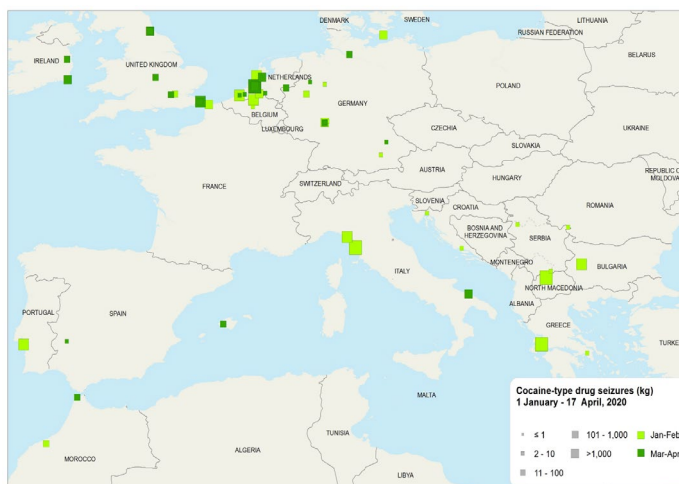 DENMARK
SWEDEN
LITHUANIA
RUSSIAN FEDERATION
IRELAND
UNITED KINGDOM
BELARUS
NETHERLANDS
POLAND
GERMANY
BELGIUM
LUXEMBOURG
CZECHIA
UKRAINE
SLOVAKIA
FRANCE
AUSTRIA
REPUBLIC O
MOLDOVA
SWITZERLAND
HUNGARY
SLOVENIA
CROATIA
ROMANIA
BOSNIA AND
HERZEGOVINA
SERBIA
ITALY
MONTENEGRO
BULGARIA
NORTH MACEDONIA
ALBANIA
PORTUGAL
SPAIN
GREECE
TURKE
MALTA
TUNISIA
ALGERIA
MOROCCO
LIBYA
Cocaine-type drug seizures (kg)
1 January - 17 April, 2020
≤ 1 101 - 1,000 Jan-Feb
2 - 10 >1,000 Mar-Apr
11 - 100